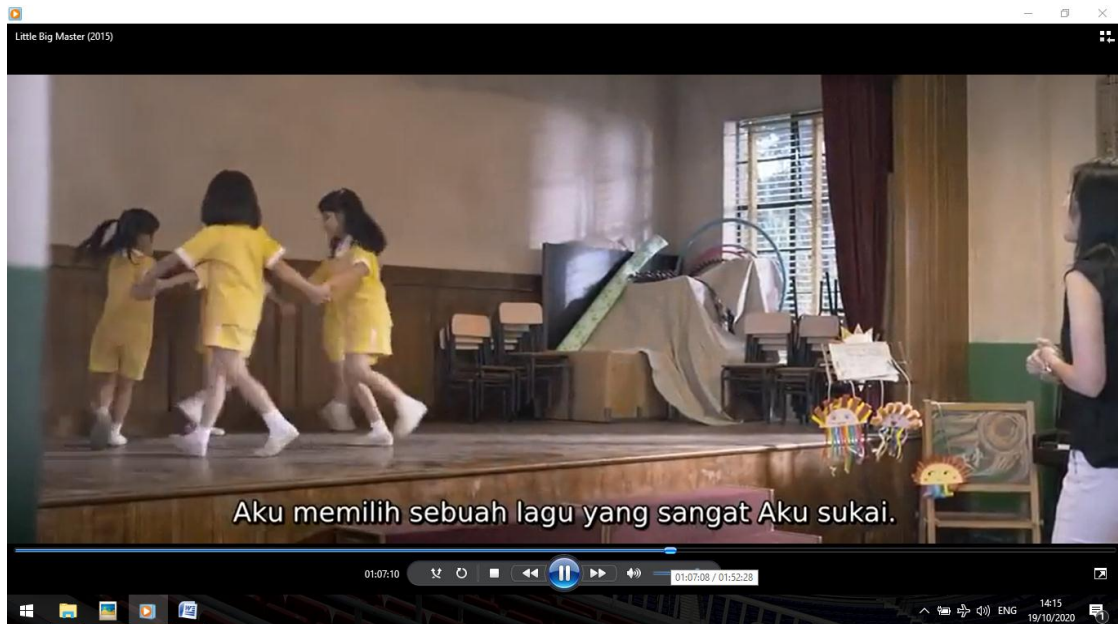 Little Big Master (2015)
Aku memilih sebuah lagu yang sangat Aku sukai.
01:07:10
01:07:08 / 01:52:28
ENG
14:15
19/10/2020
1